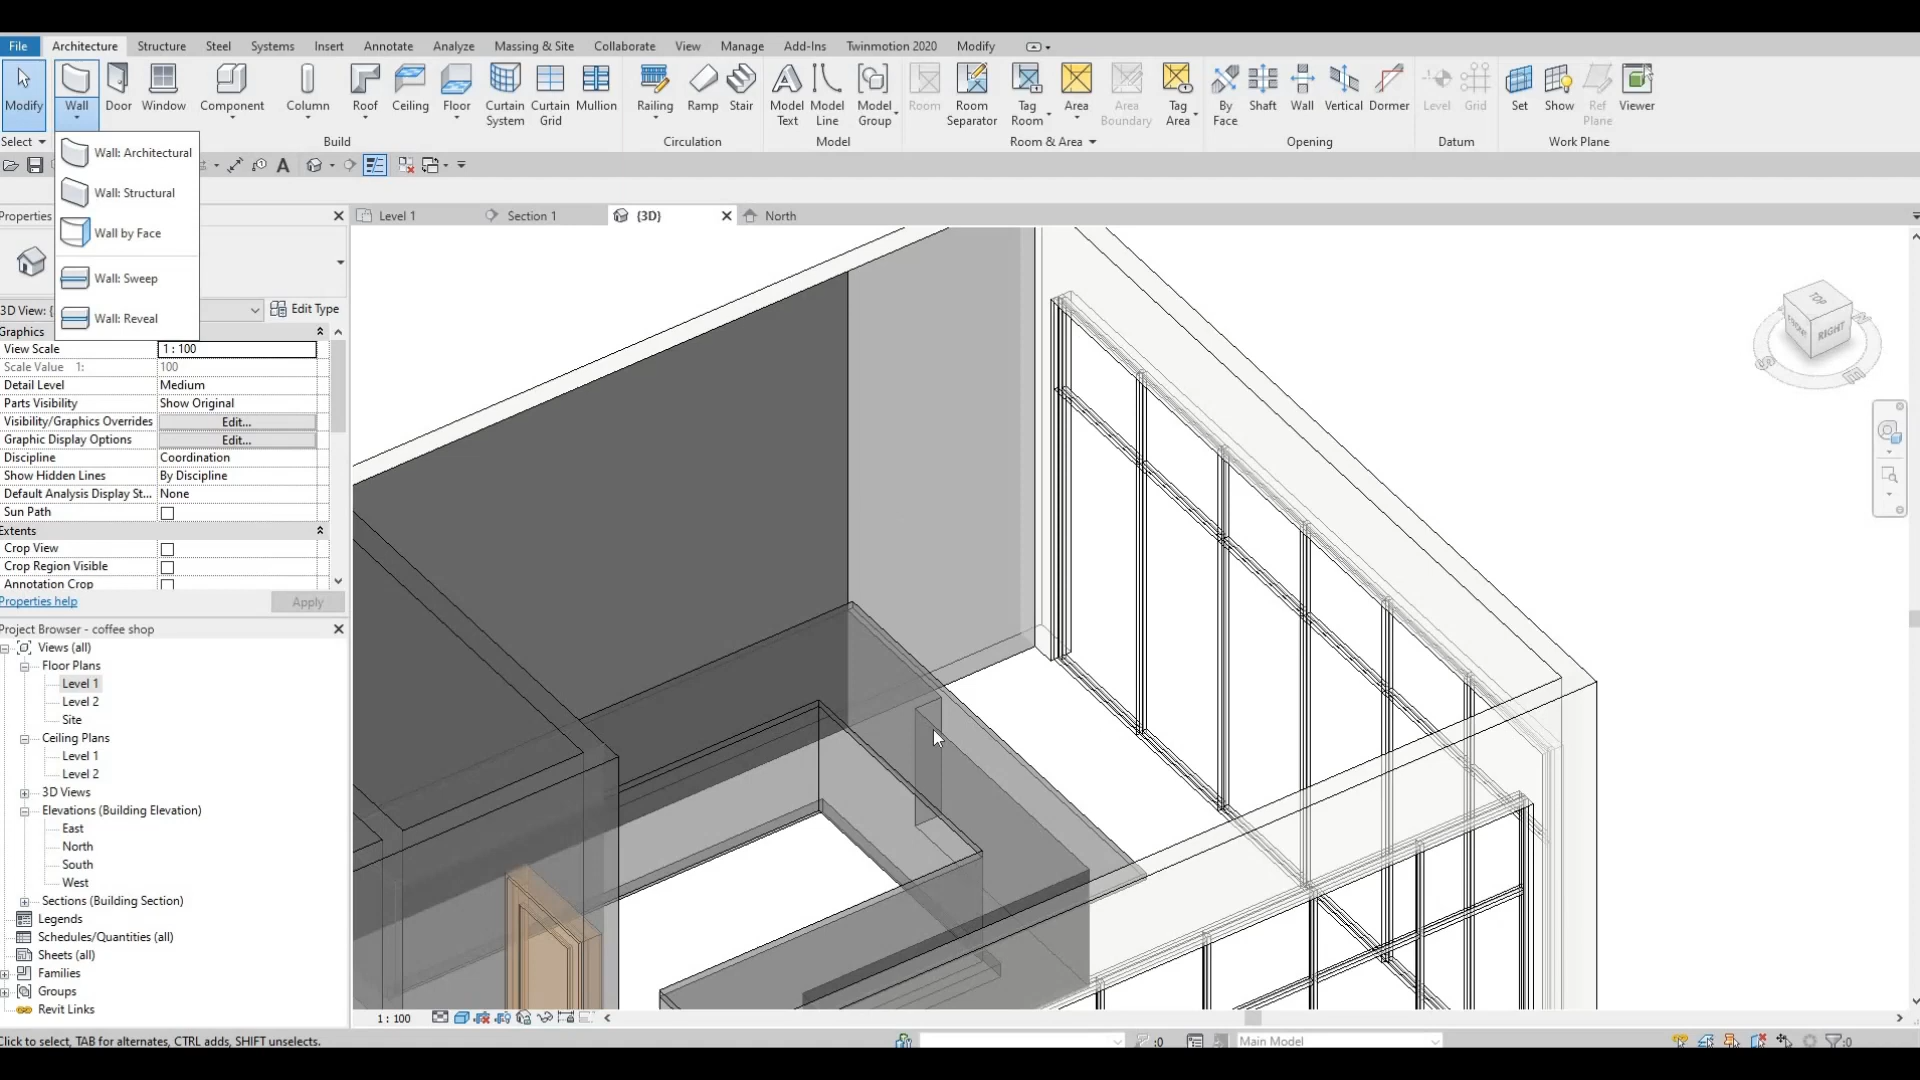 File Architecture Structure Steel Systems Insert Annotate Analyze Massing & Site Collaborate View Manage Add-Ins Twinmotion 2020 Modify
Modify Wall Door Window Component Column Roof Ceiling Floor Curtain System Curtain Grid Mullion Railing Ramp Stair Model Text Model Line Model Group Room Room Separator Tag Room Area Area Boundary Tag Area By Face Shaft Wall Vertical Dormer Level Grid Set Show Ref Plane Viewer
Select Build Circulation Model Room & Area Opening Datum Work Plane
Wall: Architectural
Wall: Structural
Wall by Face
Wall: Sweep
Wall: Reveal
Properties
Level 1 Section 1 {3D} North
3D View: { Edit Type
Graphics
View Scale 1 : 100
Scale Value 1: 100
Detail Level Medium
Parts Visibility Show Original
Visibility/Graphics Overrides Edit...
Graphic Display Options Edit...
Discipline Coordination
Show Hidden Lines By Discipline
Default Analysis Display St... None
Sun Path
Extents
Crop View
Crop Region Visible
Annotation Crop
Properties help Apply
Project Browser - coffee shop
Views (all)
Floor Plans
Level 1
Level 2
Site
Ceiling Plans
Level 1
Level 2
3D Views
Elevations (Building Elevation)
East
North
South
West
Sections (Building Section)
Legends
Schedules/Quantities (all)
Sheets (all)
Families
Groups
Revit Links
TOP
RIGHT
1 : 100
Click to select, TAB for alternates, CTRL adds, SHIFT unselects. :0 Main Model :0